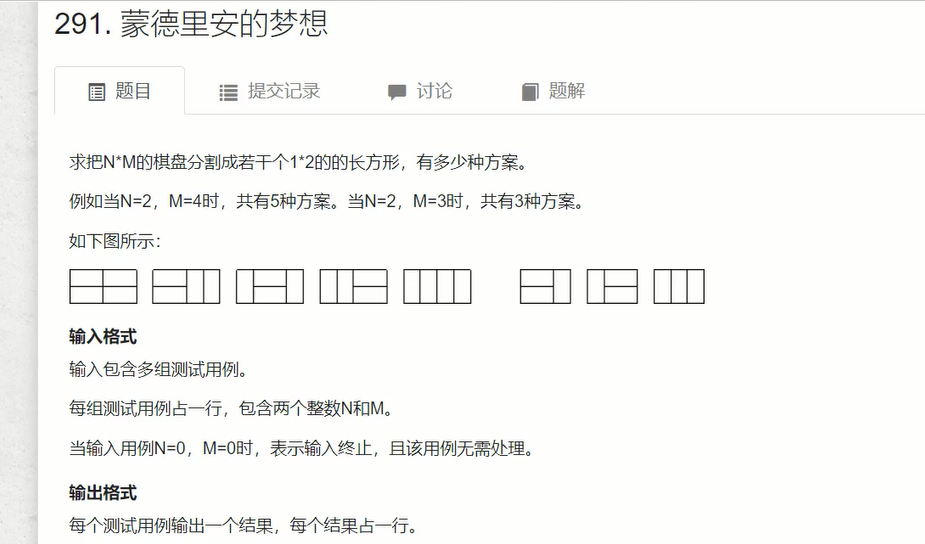 291. 蒙德里安的梦想
题目
提交记录
讨论
题解
求把N*M的棋盘分割成若干个1*2的的长方形，有多少种方案。
例如当N=2，M=4时，共有5种方案。当N=2，M=3时，共有3种方案。
如下图所示：
输入格式
输入包含多组测试用例。
每组测试用例占一行，包含两个整数N和M。
当输入用例N=0，M=0时，表示输入终止，且该用例无需处理。
输出格式
每个测试用例输出一个结果，每个结果占一行。